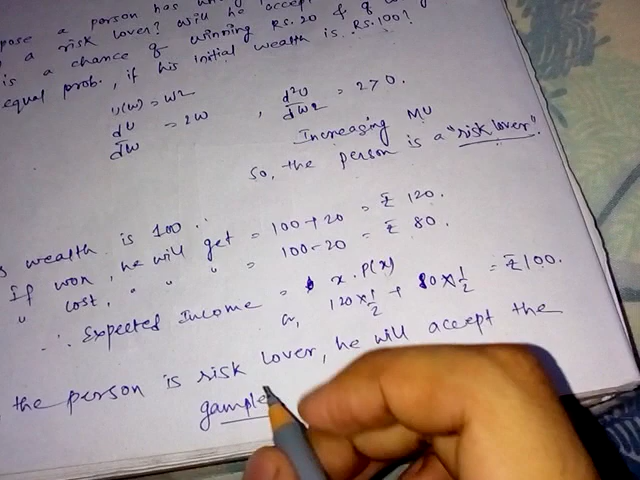 pose a person has
a risk lover? Will he accept
is a chance of winning Rs.20 & of
equal prob., if his initial wealth is Rs.100?
U(W) = W2
dU/dW = 2W , d2U/dW2 = 2 > 0.
Increasing MU
So, the person is a "risk lover".
wealth is 100.
If won, he will get = 100+20 = ₹ 120.
" lost, " " " = 100-20 = ₹ 80.
∴ Expected Income = x.P(x)
120×1/2 + 80×1/2 = ₹100.
the person is risk lover, he will accept the
gample